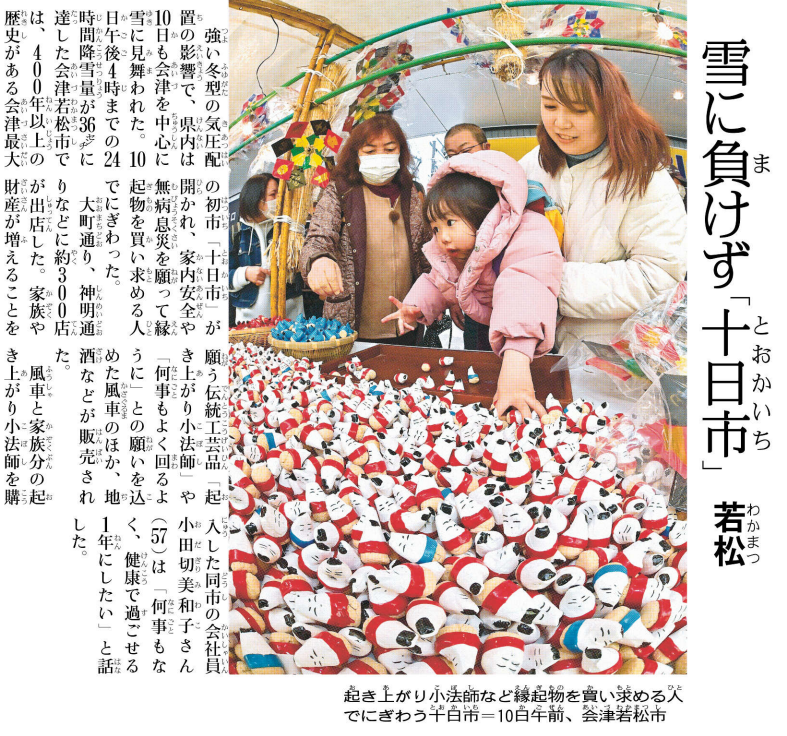 雪に負けず「十日市」
ま
とおかいち
若松
わかまつ
強い冬型の気圧配
置の影響で、県内は
10日も会津を中心に
雪に見舞われた。10
日午後4時までの24
時間降雪量が36㌢に
達した会津若松市で
は、400年以上の
歴史がある会津最大
の初市「十日市」が
開かれ、家内安全や
無病息災を願って縁
起物を買い求める人
でにぎわった。
大町通り、神明通
りなどに約300店
が出店した。家族や
財産が増えることを
願う伝統工芸品「起
き上がり小法師」や
「何事もよく回るよ
うに」との願いを込
めた風車のほか、地
酒などが販売され
た。
風車と家族分の起
き上がり小法師を購
入した同市の会社員
小田切美和子さん
(57)は「何事もな
く、健康で過ごせる
1年にしたい」と話
した。
起き上がり小法師など縁起物を買い求める人
でにぎわう十日市＝10日午前、会津若松市